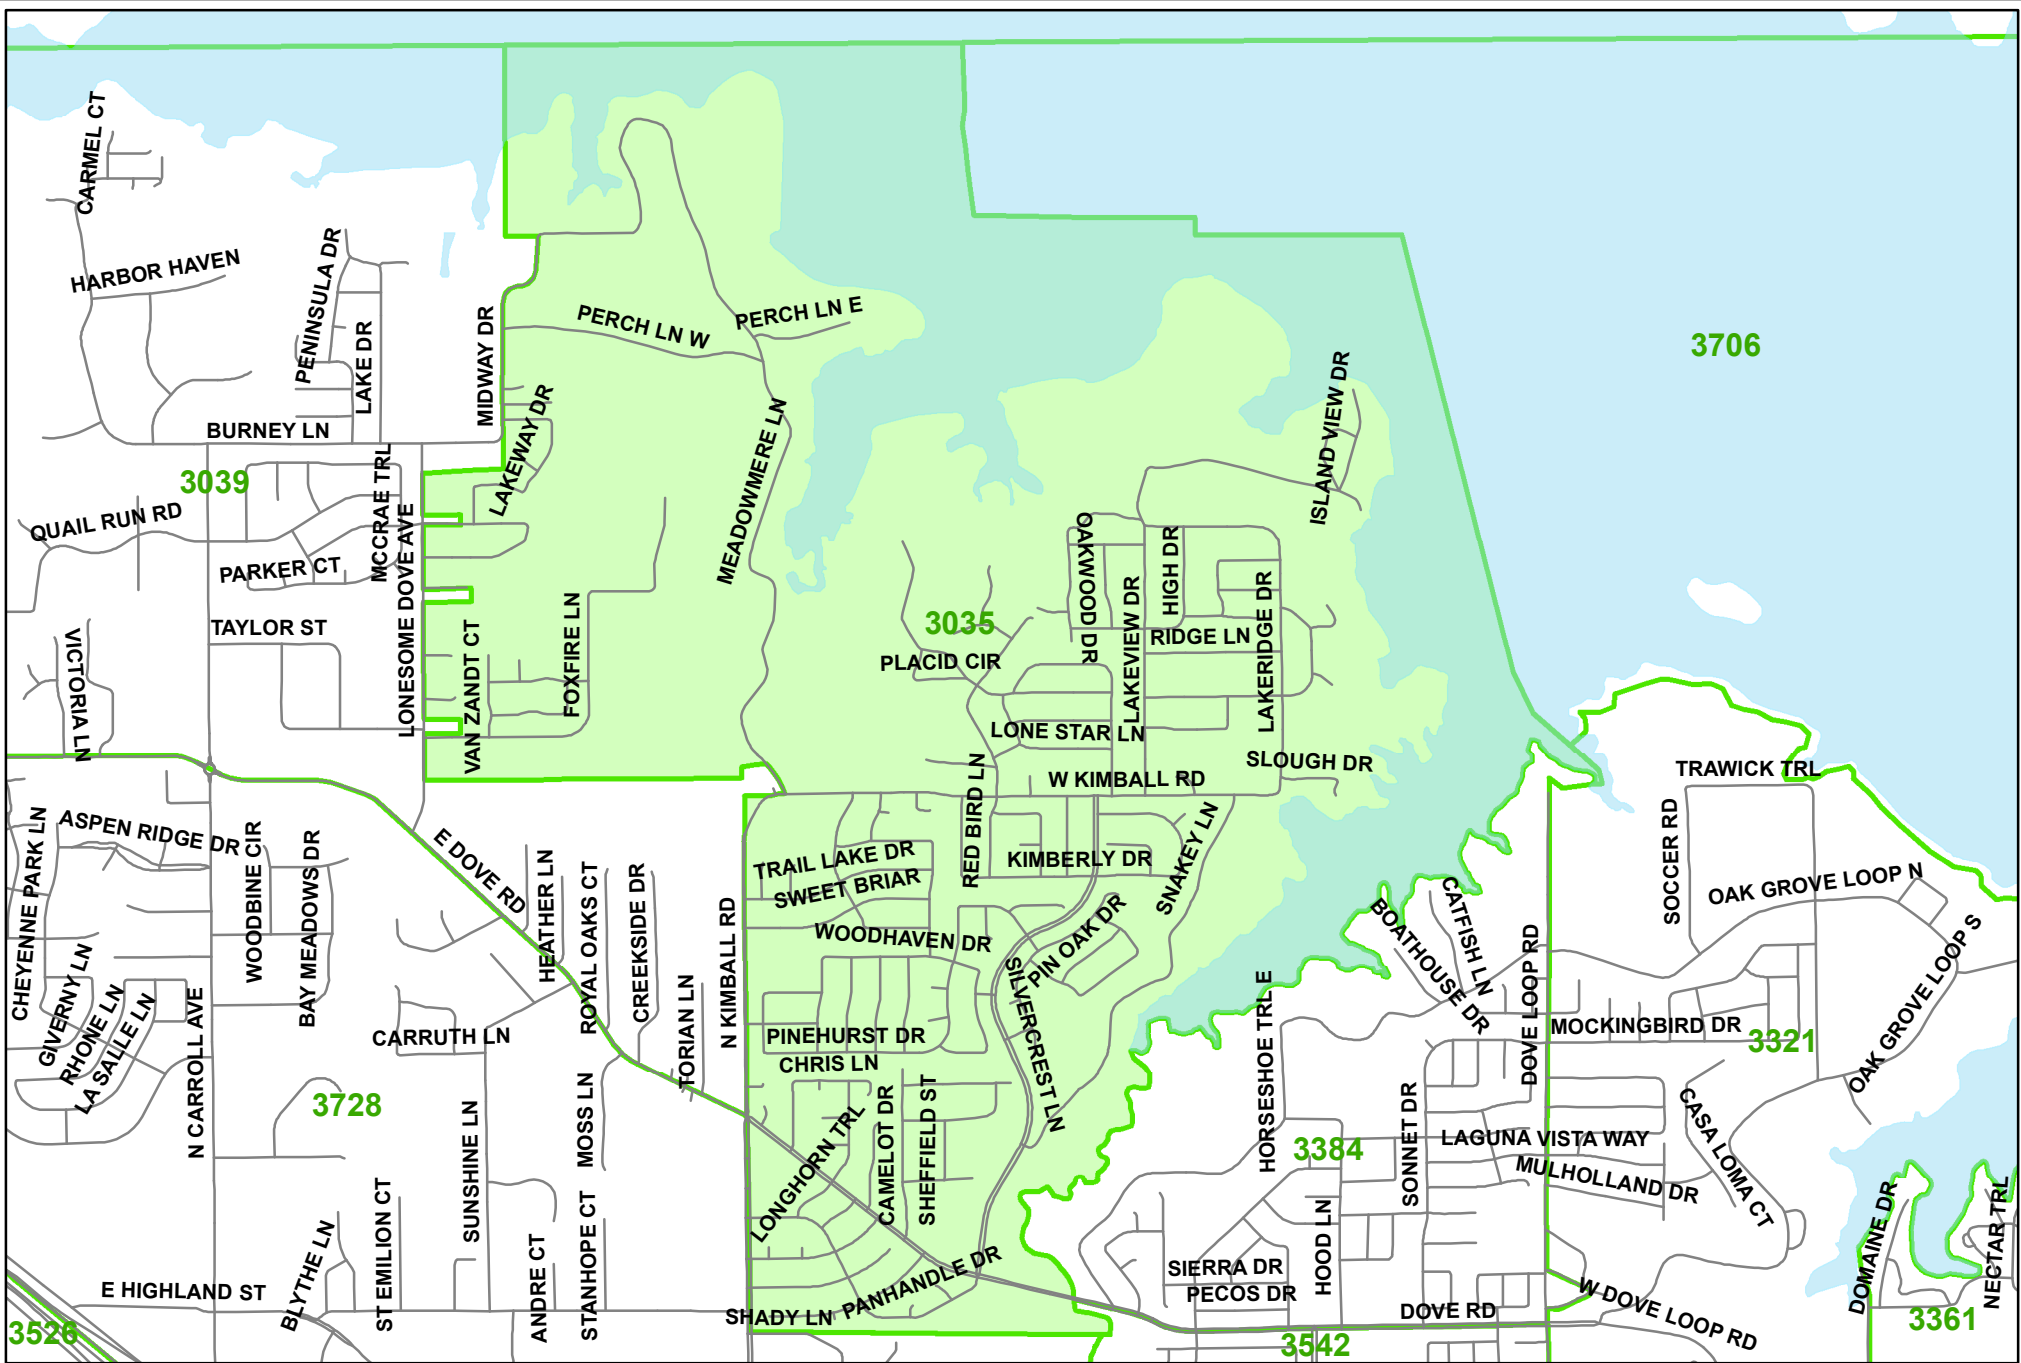 CARMEL CT
HARBOR HAVEN
PENINSULA DR
LAKE DR
MIDWAY DR
PERCH LN W
PERCH LN E
3706
BURNEY LN
LAKEWAY DR
MEADOWMERE LN
ISLAND VIEW DR
3039
MCCRAE TRL
QUAIL RUN RD
PARKER CT
LONESOME DOVE AVE
TAYLOR ST
VICTORIA LN
VAN ZANDT CT
FOXFIRE LN
3035
PLACID CIR
OAKWOOD DR
LAKEVIEW DR
HIGH DR
RIDGE LN
LAKERIDGE DR
LONE STAR LN
W KIMBALL RD
SLOUGH DR
TRAWICK TRL
CHEYENNE PARK LN
ASPEN RIDGE DR
WOODBINE CIR
BAY MEADOWS DR
E DOVE RD
HEATHER LN
ROYAL OAKS CT
CREEKSIDE DR
N KIMBALL RD
TRAIL LAKE DR
SWEET BRIAR
RED BIRD LN
KIMBERLY DR
SNAKEY LN
WOODHAVEN DR
PIN OAK DR
SILVERCREST LN
BOATHOUSE DR
CATFISH LN
DOVE LOOP RD
SOCCER RD
OAK GROVE LOOP N
OAK GROVE LOOP S
GIVERNY LN
RHONE LN
LA SALLE LN
N CARROLL AVE
CARRUTH LN
TORIAN LN
PINEHURST DR
CHRIS LN
HORSESHOE TRL E
MOCKINGBIRD DR
3321
3728
SUNSHINE LN
MOSS LN
LONGHORN TRL
CAMELOT DR
SHEFFIELD ST
3384
SONNET DR
LAGUNA VISTA WAY
MULHOLLAND DR
CASA LOMA CT
DOMAINE DR
NECTAR TRL
E HIGHLAND ST
BLYTHE LN
ST EMILION CT
ANDRE CT
STANHOPE CT
SHADY LN
PANHANDLE DR
SIERRA DR
PECOS DR
HOOD LN
DOVE RD
W DOVE LOOP RD
3526
3542
3361